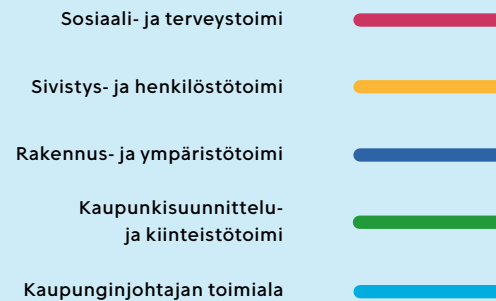 Sosiaali- ja terveystoimi
Sivistys- ja henkilöstötoimi
Rakennus- ja ympäristötoimi
Kaupunkisuunnittelu-
ja kiinteistötoimi
Kaupunginjohtajan toimiala